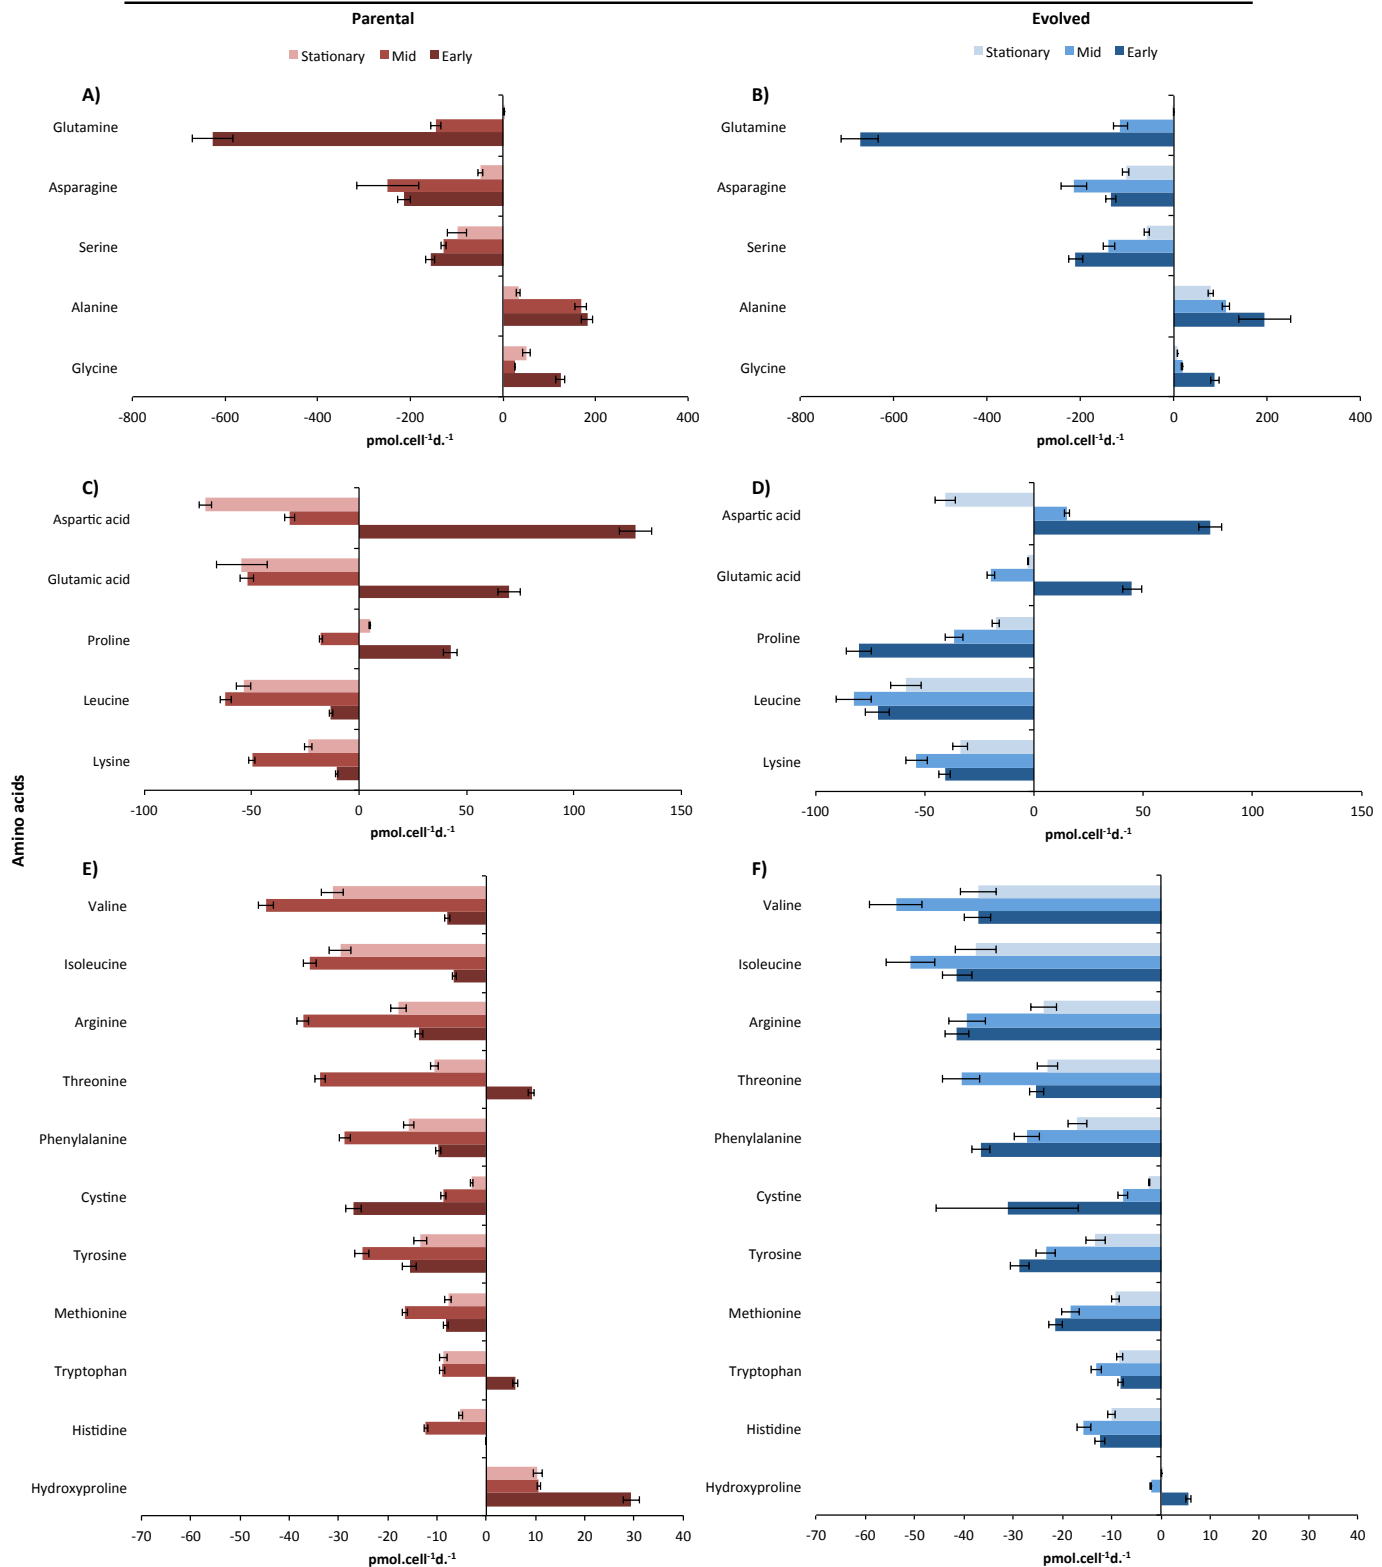 Parental
Evolved
Stationary Mid Early
Stationary Mid Early
A)
Glutamine
Asparagine
Serine
Alanine
Glycine
-800 -600 -400 -200 0 200 400
pmol.cell⁻¹d.⁻¹
B)
Glutamine
Asparagine
Serine
Alanine
Glycine
-800 -600 -400 -200 0 200 400
pmol.cell⁻¹d.⁻¹
C)
Aspartic acid
Glutamic acid
Proline
Leucine
Lysine
-100 -50 0 50 100 150
pmol.cell⁻¹d.⁻¹
D)
Aspartic acid
Glutamic acid
Proline
Leucine
Lysine
-100 -50 0 50 100 150
pmol.cell⁻¹d.⁻¹
Amino acids
E)
Valine
Isoleucine
Arginine
Threonine
Phenylalanine
Cystine
Tyrosine
Methionine
Tryptophan
Histidine
Hydroxyproline
-70 -60 -50 -40 -30 -20 -10 0 10 20 30 40
pmol.cell⁻¹d.⁻¹
F)
Valine
Isoleucine
Arginine
Threonine
Phenylalanine
Cystine
Tyrosine
Methionine
Tryptophan
Histidine
Hydroxyproline
-70 -60 -50 -40 -30 -20 -10 0 10 20 30 40
pmol.cell⁻¹d.⁻¹